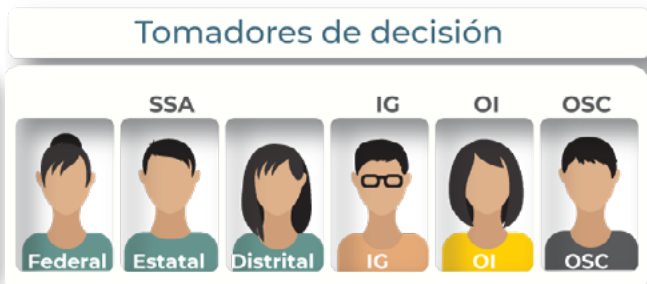 Tomadores de decisión
SSA IG OI OSC
Federal Estatal Distrital IG OI OSC